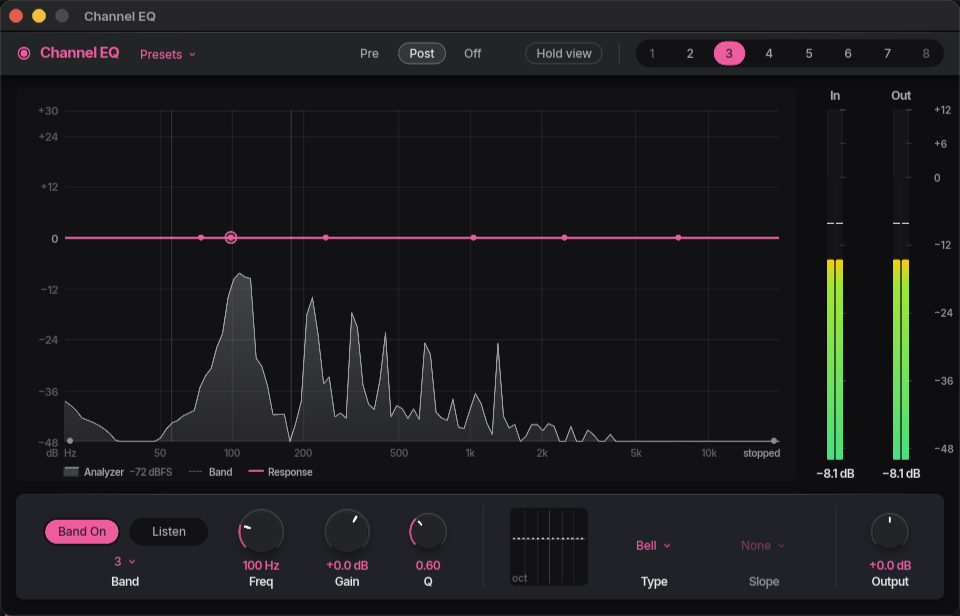 Channel EQ
Channel EQ Presets Pre Post Off Hold view 1 2 3 4 5 6 7 8
In Out
+30
+24
+12
0
−12
−24
−36
−48
dB Hz 50 100 200 500 1k 2k 5k 10k stopped
Analyzer −72 dBFS Band Response
+12
+6
0
−12
−24
−36
−48
−8.1 dB −8.1 dB
Band On Listen
3
Band
100 Hz
Freq
+0.0 dB
Gain
0.60
Q
oct
Bell
Type
None
Slope
+0.0 dB
Output